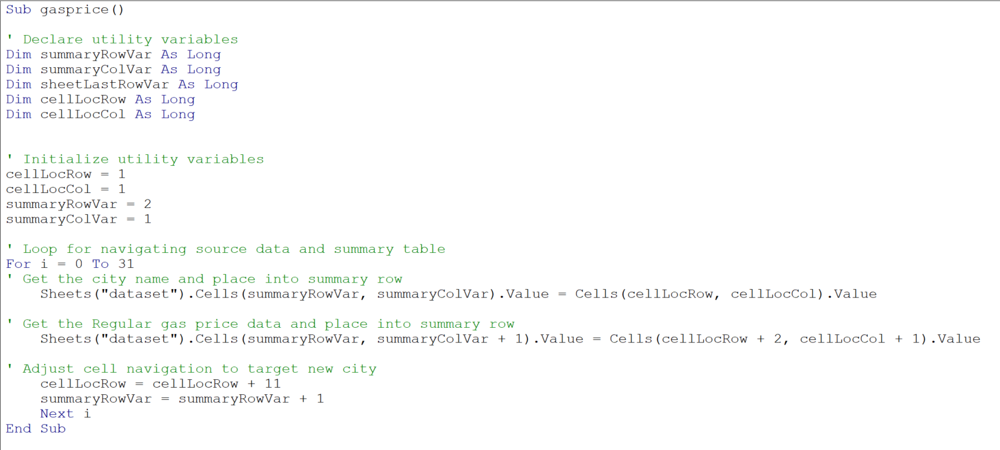 Sub gasprice()
' Declare utility variables
Dim summaryRowVar As Long
Dim summaryColVar As Long
Dim sheetLastRowVar As Long
Dim cellLocRow As Long
Dim cellLocCol As Long
' Initialize utility variables
cellLocRow = 1
cellLocCol = 1
summaryRowVar = 2
summaryColVar = 1
' Loop for navigating source data and summary table
For i = 0 To 31
' Get the city name and place into summary row
    Sheets("dataset").Cells(summaryRowVar, summaryColVar).Value = Cells(cellLocRow, cellLocCol).Value
' Get the Regular gas price data and place into summary row
    Sheets("dataset").Cells(summaryRowVar, summaryColVar + 1).Value = Cells(cellLocRow + 2, cellLocCol + 1).Value
' Adjust cell navigation to target new city
    cellLocRow = cellLocRow + 11
    summaryRowVar = summaryRowVar + 1
    Next i
End Sub